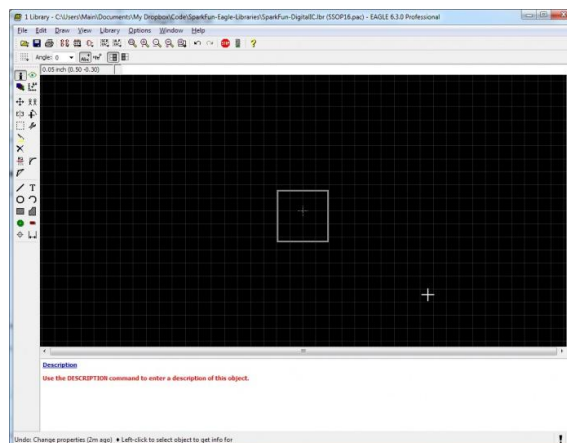 1 Library - C:\Users\Main\Documents\My Dropbox\Code\SparkFun-Eagle-Libraries\SparkFun-DigitalIC.lbr (SSOP16.pac) - EAGLE 6.3.0 Professional
File Edit Draw View Library Options Window Help
Angle: 0
0.05 inch (0.50 -0.30)
Description
Use the DESCRIPTION command to enter a description of this object.
Undo: Change properties (2m ago) ♦ Left-click to select object to get info for